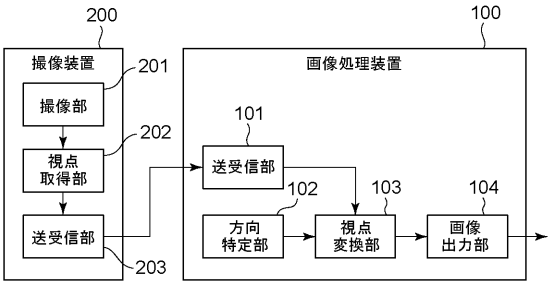 200
撮像装置
201
撮像部
202
視点
取得部
送受信部
203
100
画像処理装置
101
送受信部
102
方向
特定部
103
視点
変換部
104
画像
出力部